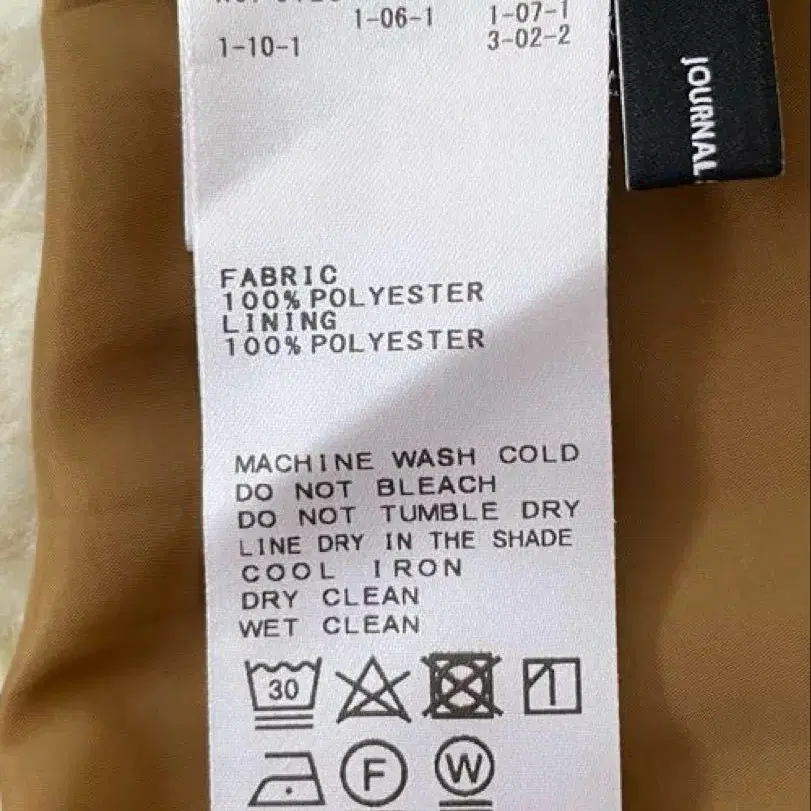 1-06-1 1-07-1
1-10-1 3-02-2
JOURNAL
FABRIC
100% POLYESTER
LINING
100% POLYESTER
MACHINE WASH COLD
DO NOT BLEACH
DO NOT TUMBLE DRY
LINE DRY IN THE SHADE
COOL IRON
DRY CLEAN
WET CLEAN
30
F W